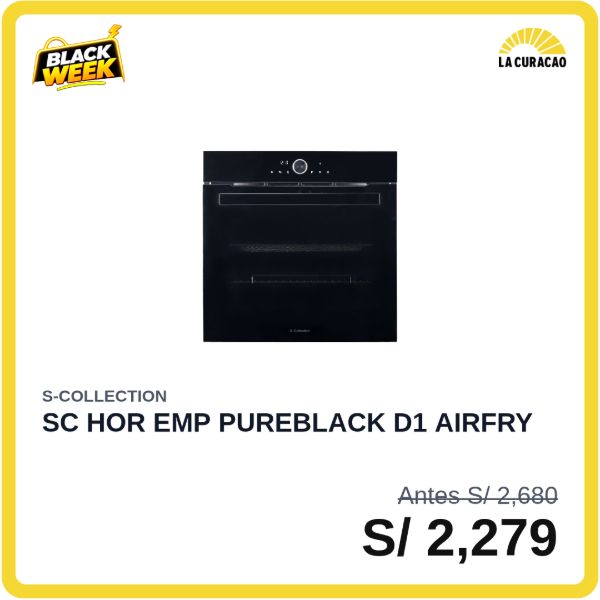 BLACK
WEEK
LA CURACAO
S-COLLECTION
SC HOR EMP PUREBLACK D1 AIRFRY
Antes S/ 2,680
S/ 2,279